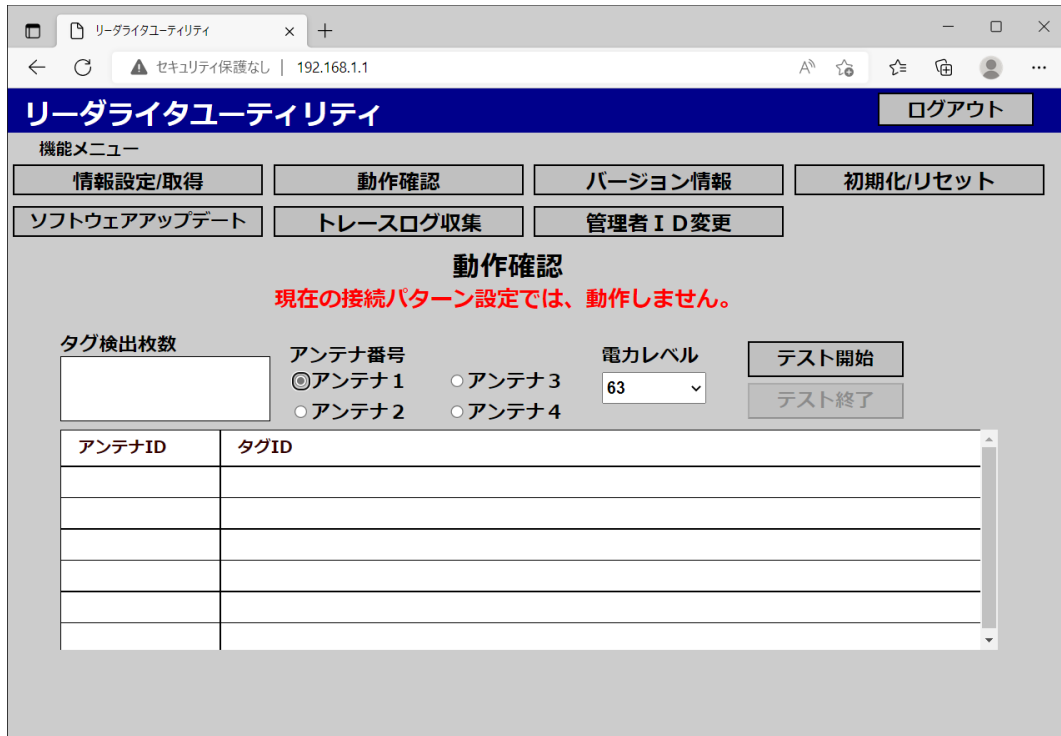 リーダライタユーティリティ
セキュリティ保護なし | 192.168.1.1
リーダライタユーティリティ ログアウト
機能メニュー
情報設定/取得 動作確認 バージョン情報 初期化/リセット
ソフトウェアアップデート トレースログ収集 管理者ＩＤ変更
動作確認
現在の接続パターン設定では、動作しません。
タグ検出枚数 アンテナ番号 電力レベル テスト開始
アンテナ１ アンテナ３ 63
アンテナ２ アンテナ４ テスト終了
アンテナID タグID